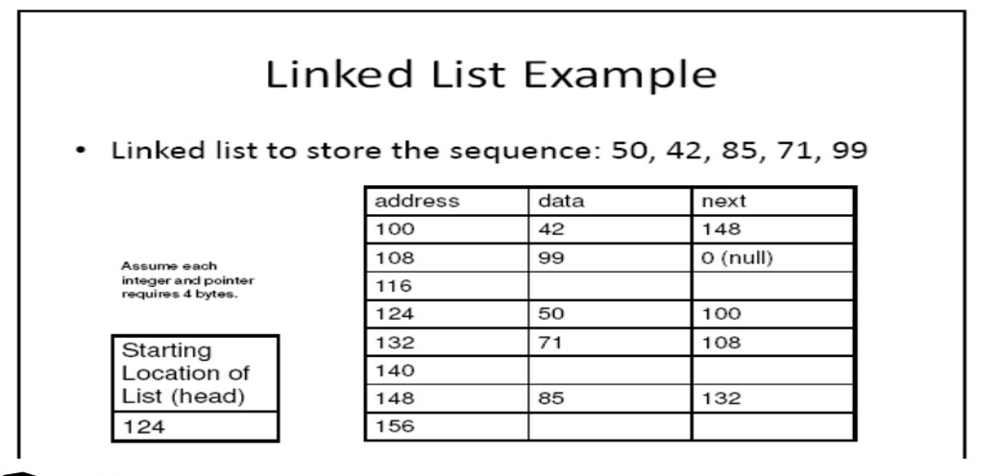 Linked List Example
• Linked list to store the sequence: 50, 42, 85, 71, 99
Assume each
integer and pointer
requires 4 bytes.
Starting
Location of
List (head)
124
address data next
100 42 148
108 99 0 (null)
116
124 50 100
132 71 108
140
148 85 132
156